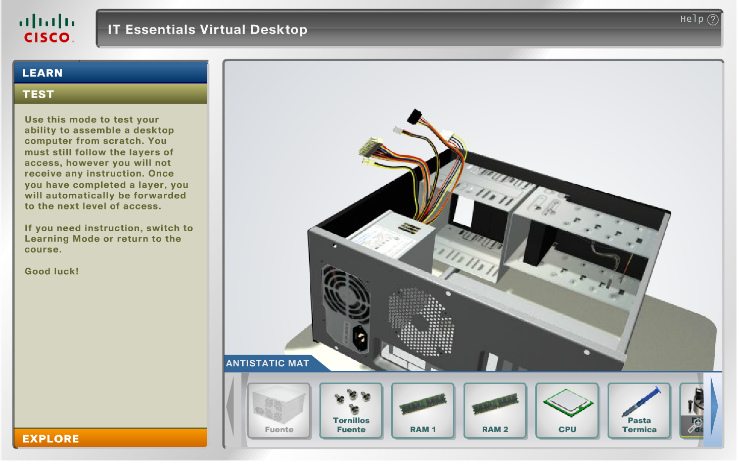 CISCO
IT Essentials Virtual Desktop
Help ?
LEARN
TEST
Use this mode to test your
ability to assemble a desktop
computer from scratch. You
must still follow the layers of
access, however you will not
receive any instruction. Once
you have completed a layer, you
will automatically be forwarded
to the next level of access.
If you need instruction, switch to
Learning Mode or return to the
course.
Good luck!
EXPLORE
ANTISTATIC MAT
Fuente
Tornillos
Fuente
RAM 1
RAM 2
CPU
Pasta
Termica